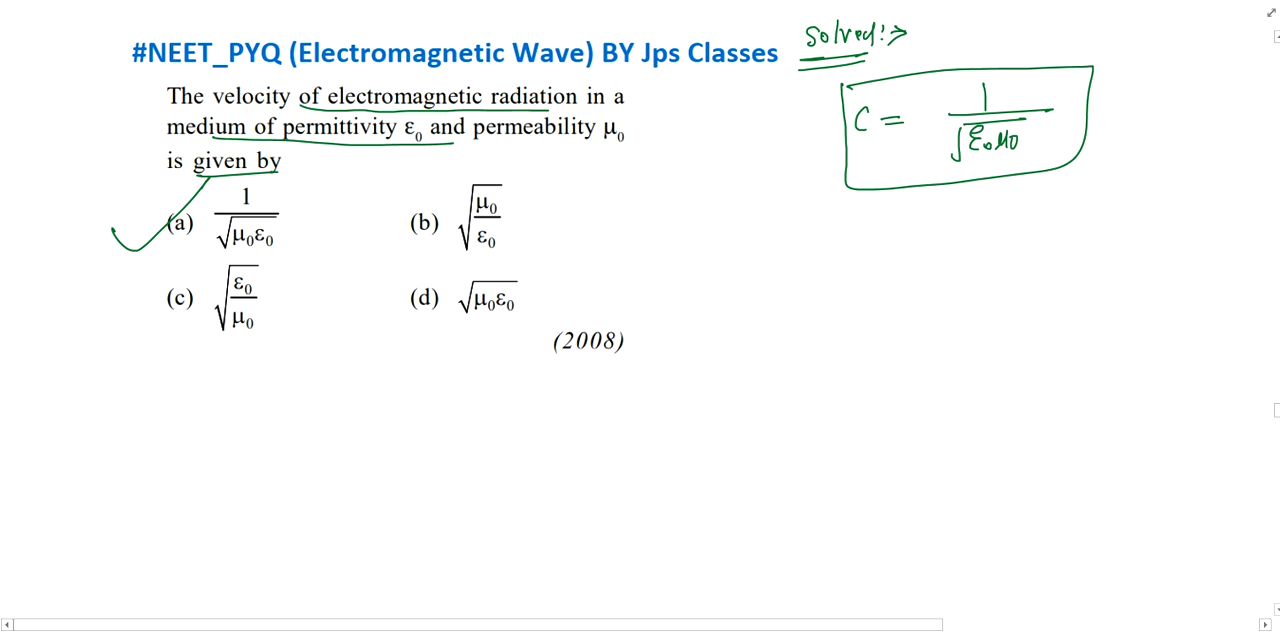 #NEET_PYQ (Electromagnetic Wave) BY Jps Classes
Solved:⇒
The velocity of electromagnetic radiation in a
medium of permittivity ε₀ and permeability μ₀
is given by
(a) 1/√(μ₀ε₀)
(b) √(μ₀/ε₀)
(c) √(ε₀/μ₀)
(d) √(μ₀ε₀)
(2008)
C = 1/√(ε₀μ₀)